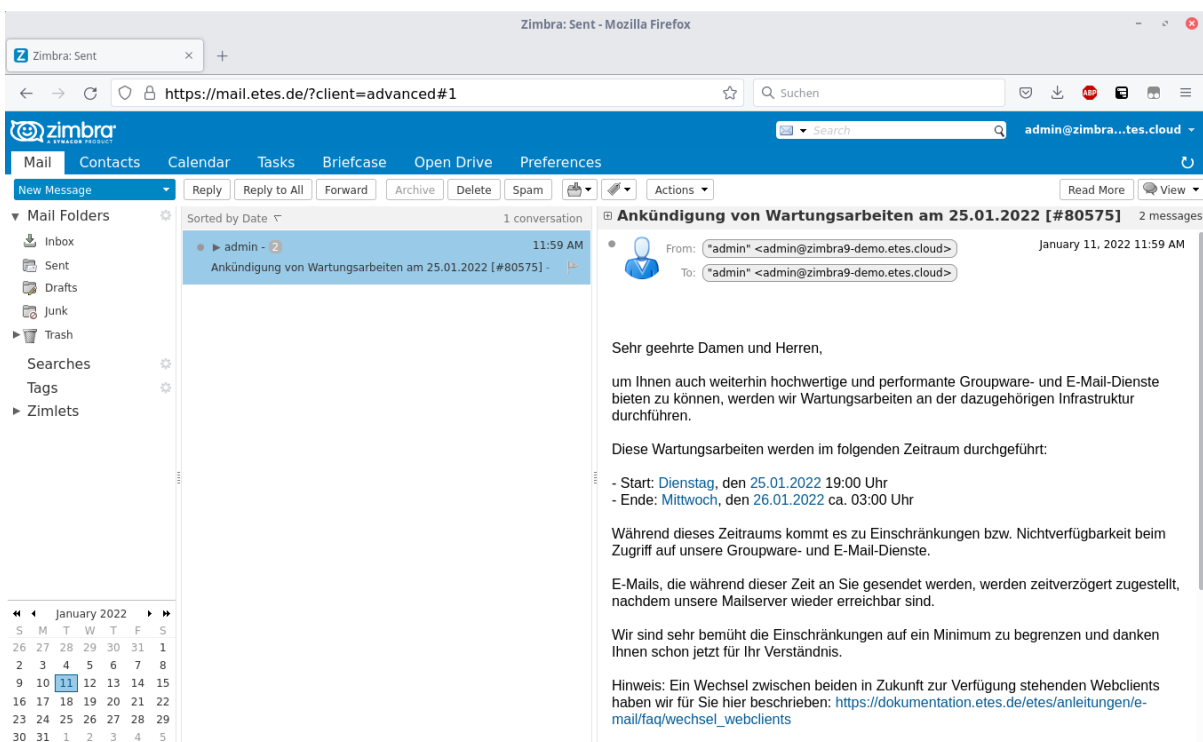 Zimbra: Sent - Mozilla Firefox
Z Zimbra: Sent
https://mail.etes.de/?client=advanced#1
Suchen
ABP
zimbra
A SYNACOR PRODUCT
Search
admin@zimbra...tes.cloud
Mail Contacts Calendar Tasks Briefcase Open Drive Preferences
New Message
Reply Reply to All Forward Archive Delete Spam Actions Read More View
Mail Folders
Inbox
Sent
Drafts
Junk
Trash
Searches
Tags
Zimlets
January 2022
S M T W T F S
26 27 28 29 30 31 1
2 3 4 5 6 7 8
9 10 11 12 13 14 15
16 17 18 19 20 21 22
23 24 25 26 27 28 29
30 31 1 2 3 4 5
Sorted by Date 1 conversation
admin - 2 11:59 AM
Ankündigung von Wartungsarbeiten am 25.01.2022 [#80575] -
Ankündigung von Wartungsarbeiten am 25.01.2022 [#80575] 2 messages
From: "admin" <admin@zimbra9-demo.etes.cloud> January 11, 2022 11:59 AM
To: "admin" <admin@zimbra9-demo.etes.cloud>
Sehr geehrte Damen und Herren,
um Ihnen auch weiterhin hochwertige und performante Groupware- und E-Mail-Dienste
bieten zu können, werden wir Wartungsarbeiten an der dazugehörigen Infrastruktur
durchführen.
Diese Wartungsarbeiten werden im folgenden Zeitraum durchgeführt:
- Start: Dienstag, den 25.01.2022 19:00 Uhr
- Ende: Mittwoch, den 26.01.2022 ca. 03:00 Uhr
Während dieses Zeitraums kommt es zu Einschränkungen bzw. Nichtverfügbarkeit beim
Zugriff auf unsere Groupware- und E-Mail-Dienste.
E-Mails, die während dieser Zeit an Sie gesendet werden, werden zeitverzögert zugestellt,
nachdem unsere Mailserver wieder erreichbar sind.
Wir sind sehr bemüht die Einschränkungen auf ein Minimum zu begrenzen und danken
Ihnen schon jetzt für Ihr Verständnis.
Hinweis: Ein Wechsel zwischen beiden in Zukunft zur Verfügung stehenden Webclients
haben wir für Sie hier beschrieben: https://dokumentation.etes.de/etes/anleitungen/e-
mail/faq/wechsel_webclients